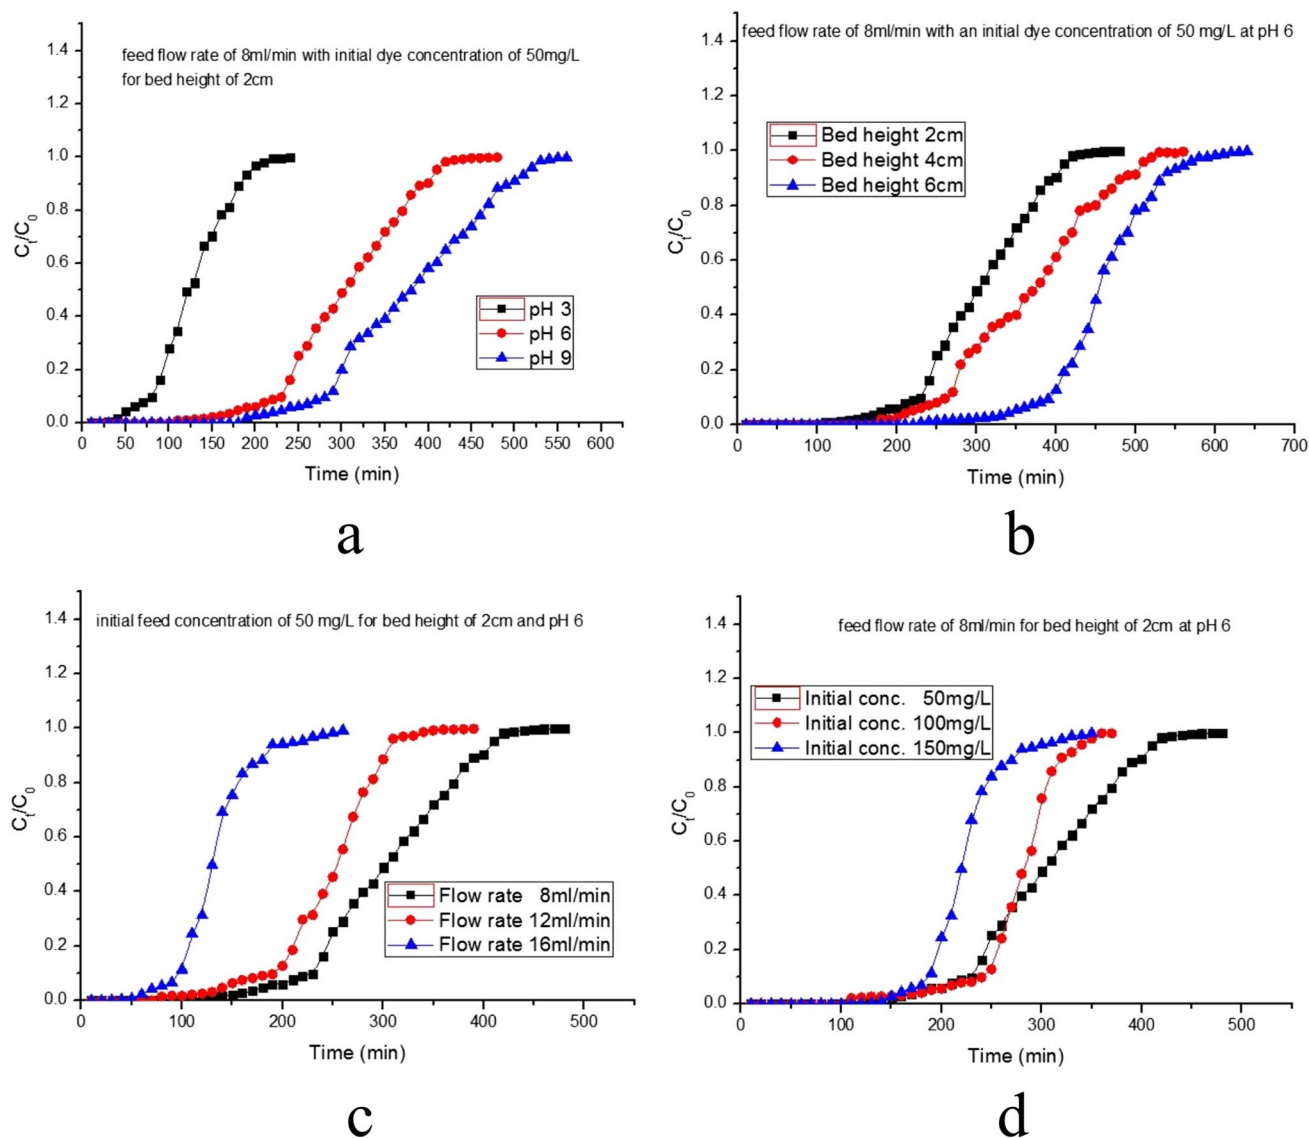 feed flow rate of 8ml/min with initial dye concentration of 50mg/L
for bed height of 2cm
1.4
1.2
1.0
0.8
0.6
0.4
0.2
0.0
Ct/C0
pH 3
pH 6
pH 9
0 50 100 150 200 250 300 350 400 450 500 550 600
Time (min)
a
feed flow rate of 8ml/min with an initial dye concentration of 50 mg/L at pH 6
1.4
1.2
1.0
0.8
0.6
0.4
0.2
0.0
Ct/C0
Bed height 2cm
Bed height 4cm
Bed height 6cm
0 100 200 300 400 500 600 700
Time (min)
b
initial feed concentration of 50 mg/L for bed height of 2cm and pH 6
1.4
1.2
1.0
0.8
0.6
0.4
0.2
0.0
Ct/C0
Flow rate 8ml/min
Flow rate 12ml/min
Flow rate 16ml/min
0 100 200 300 400 500
Time (min)
c
feed flow rate of 8ml/min for bed height of 2cm at pH 6
1.4
1.2
1.0
0.8
0.6
0.4
0.2
0.0
Ct/C0
Initial conc. 50mg/L
Initial conc. 100mg/L
Initial conc. 150mg/L
0 100 200 300 400 500
Time (min)
d